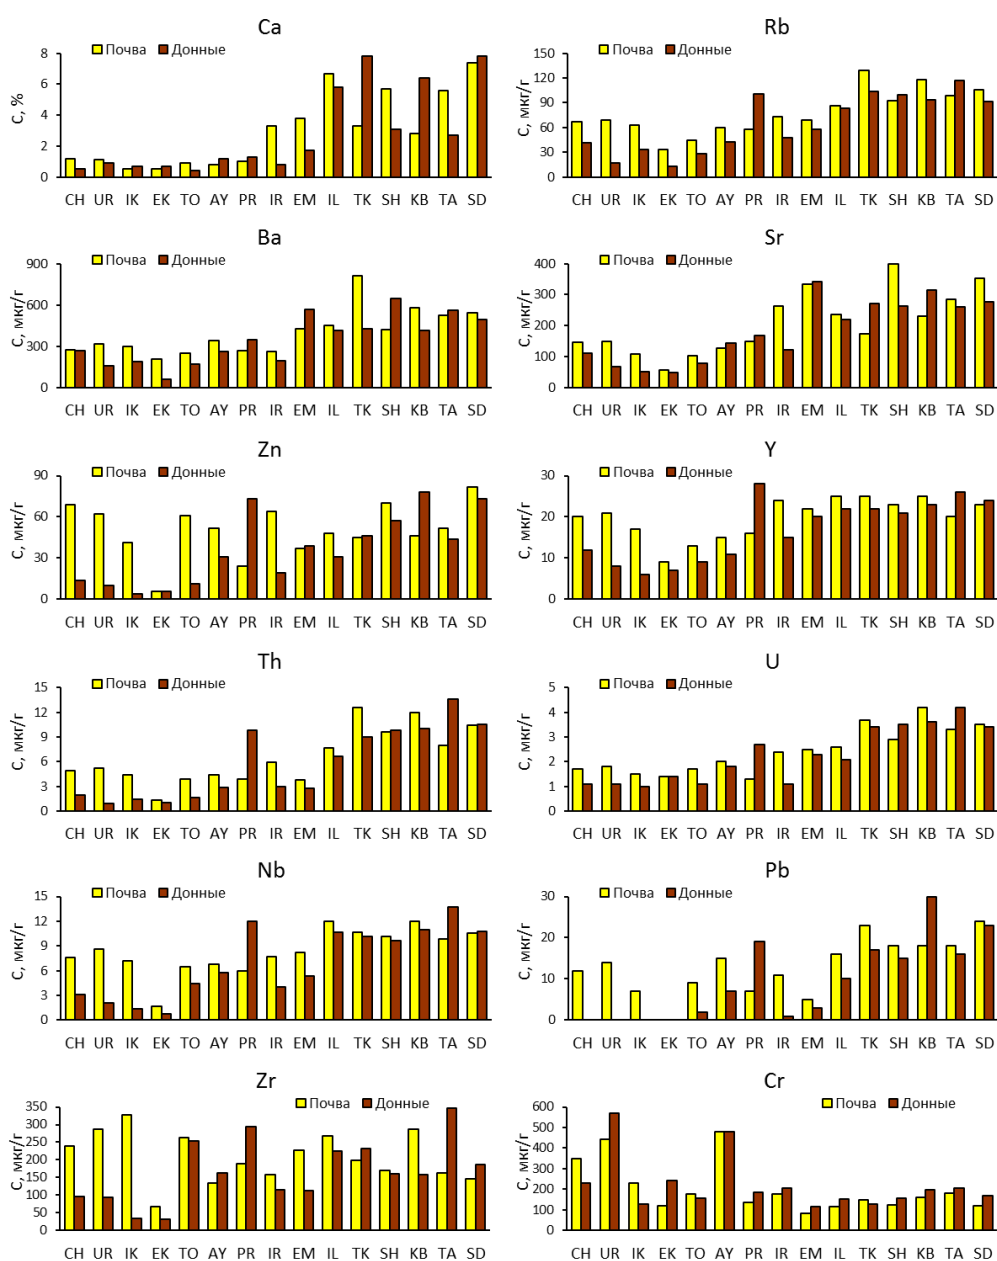 Ca
Почва Донные
C, %
8
6
4
2
0
CH UR IK EK TO AY PR IR EM IL TK SH KB TA SD
Rb
Почва Донные
C, мкг/г
150
120
90
60
30
0
CH UR IK EK TO AY PR IR EM IL TK SH KB TA SD
Ba
Почва Донные
C, мкг/г
900
600
300
0
CH UR IK EK TO AY PR IR EM IL TK SH KB TA SD
Sr
Почва Донные
C, мкг/г
400
300
200
100
0
CH UR IK EK TO AY PR IR EM IL TK SH KB TA SD
Zn
Почва Донные
C, мкг/г
90
60
30
0
CH UR IK EK TO AY PR IR EM IL TK SH KB TA SD
Y
Почва Донные
C, мкг/г
30
20
10
0
CH UR IK EK TO AY PR IR EM IL TK SH KB TA SD
Th
Почва Донные
C, мкг/г
15
12
9
6
3
0
CH UR IK EK TO AY PR IR EM IL TK SH KB TA SD
U
Почва Донные
C, мкг/г
5
4
3
2
1
0
CH UR IK EK TO AY PR IR EM IL TK SH KB TA SD
Nb
Почва Донные
C, мкг/г
15
12
9
6
3
0
CH UR IK EK TO AY PR IR EM IL TK SH KB TA SD
Pb
Почва Донные
C, мкг/г
30
20
10
0
CH UR IK EK TO AY PR IR EM IL TK SH KB TA SD
Zr
Почва Донные
C, мкг/г
350
300
250
200
150
100
50
0
CH UR IK EK TO AY PR IR EM IL TK SH KB TA SD
Cr
Почва Донные
C, мкг/г
600
500
400
300
200
100
0
CH UR IK EK TO AY PR IR EM IL TK SH KB TA SD